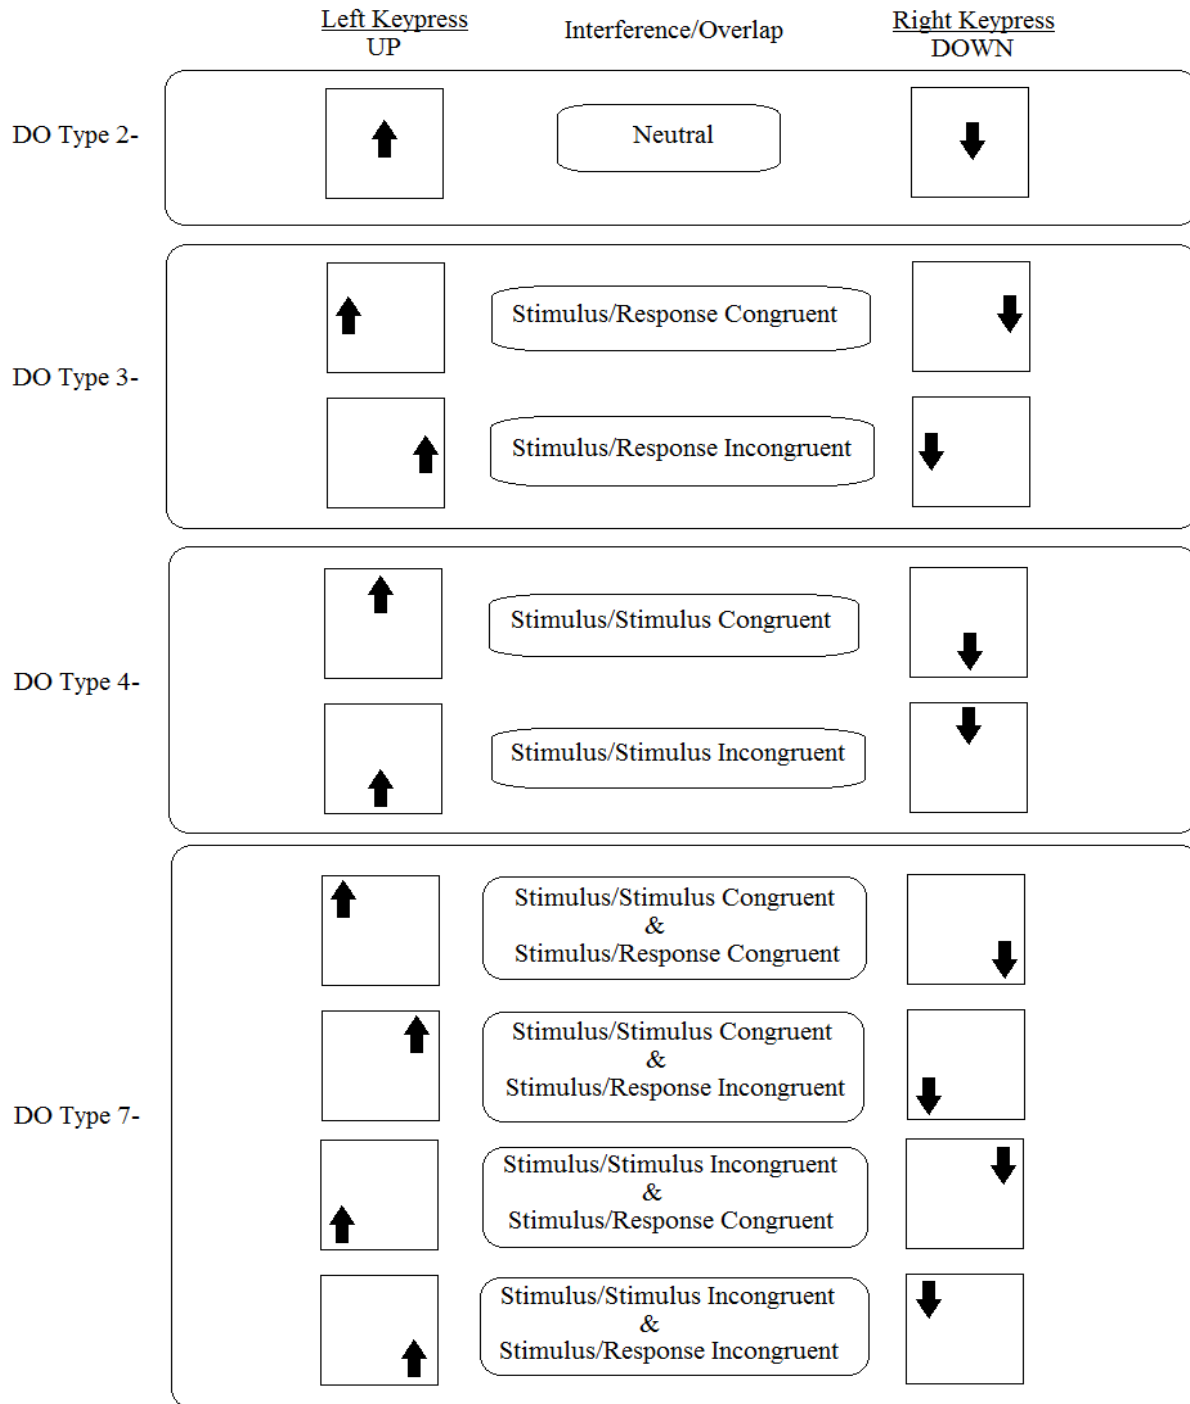 Left Keypress
UP
Interference/Overlap
Right Keypress
DOWN
DO Type 2-
Neutral
DO Type 3-
Stimulus/Response Congruent
Stimulus/Response Incongruent
DO Type 4-
Stimulus/Stimulus Congruent
Stimulus/Stimulus Incongruent
DO Type 7-
Stimulus/Stimulus Congruent
&
Stimulus/Response Congruent
Stimulus/Stimulus Congruent
&
Stimulus/Response Incongruent
Stimulus/Stimulus Incongruent
&
Stimulus/Response Congruent
Stimulus/Stimulus Incongruent
&
Stimulus/Response Incongruent